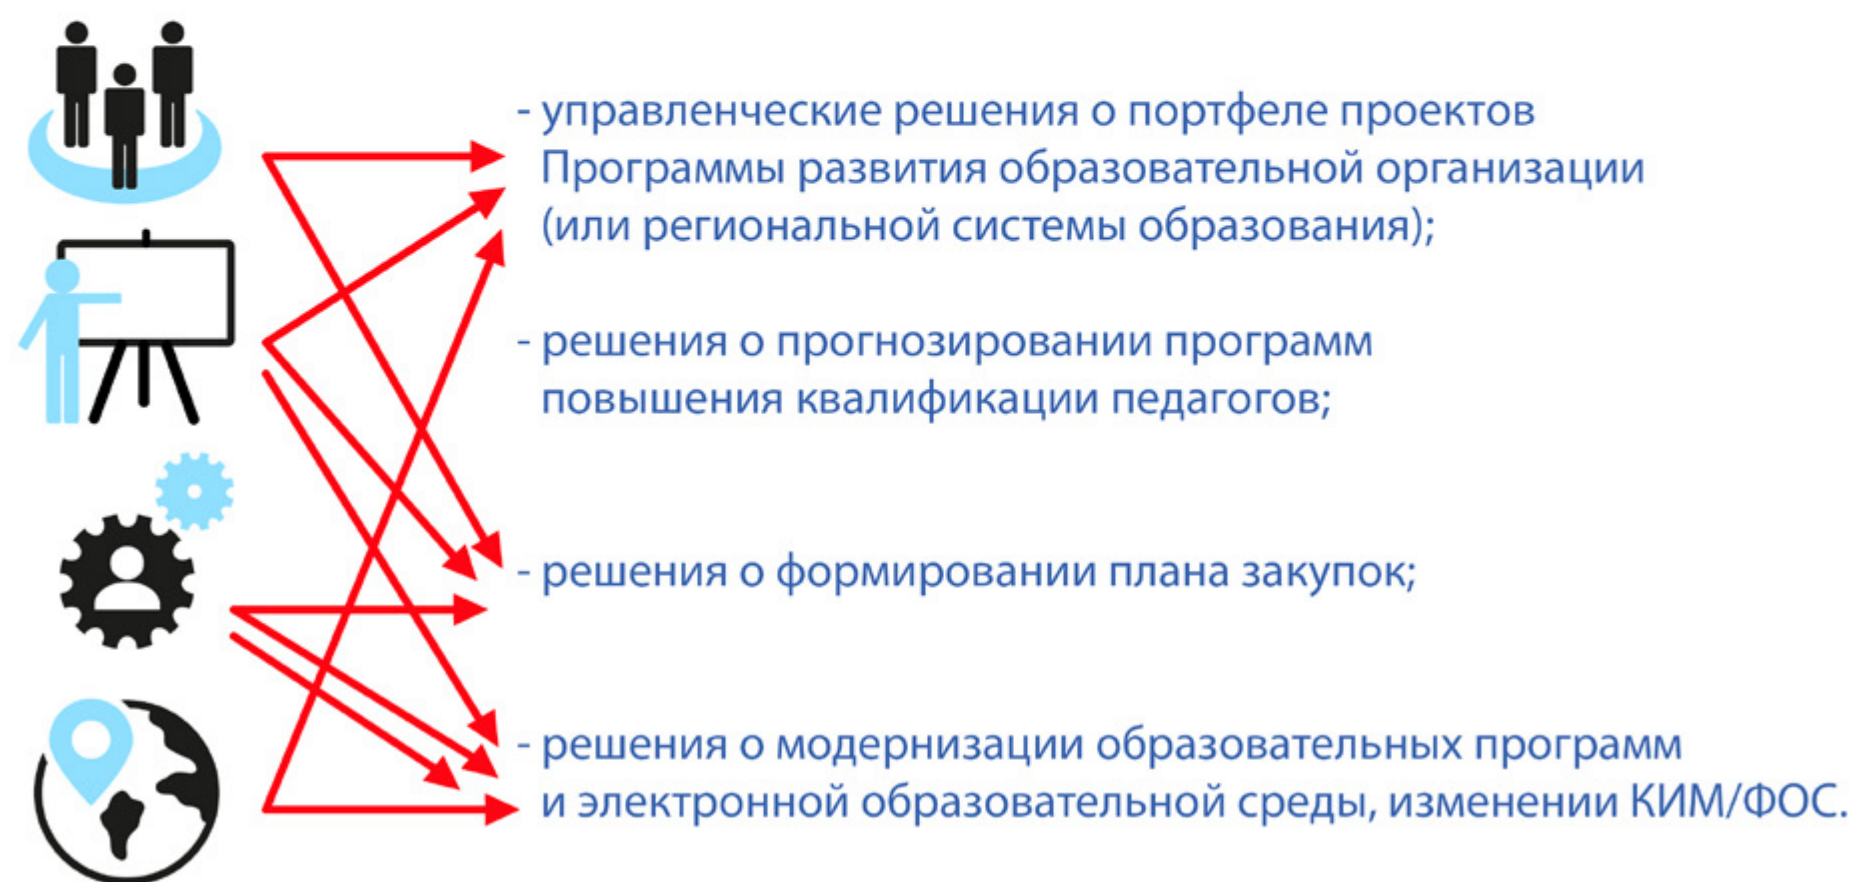 - управленческие решения о портфеле проектов
Программы развития образовательной организации
(или региональной системы образования);
- решения о прогнозировании программ
повышения квалификации педагогов;
- решения о формировании плана закупок;
- решения о модернизации образовательных программ
и электронной образовательной среды, изменении КИМ/ФОС.